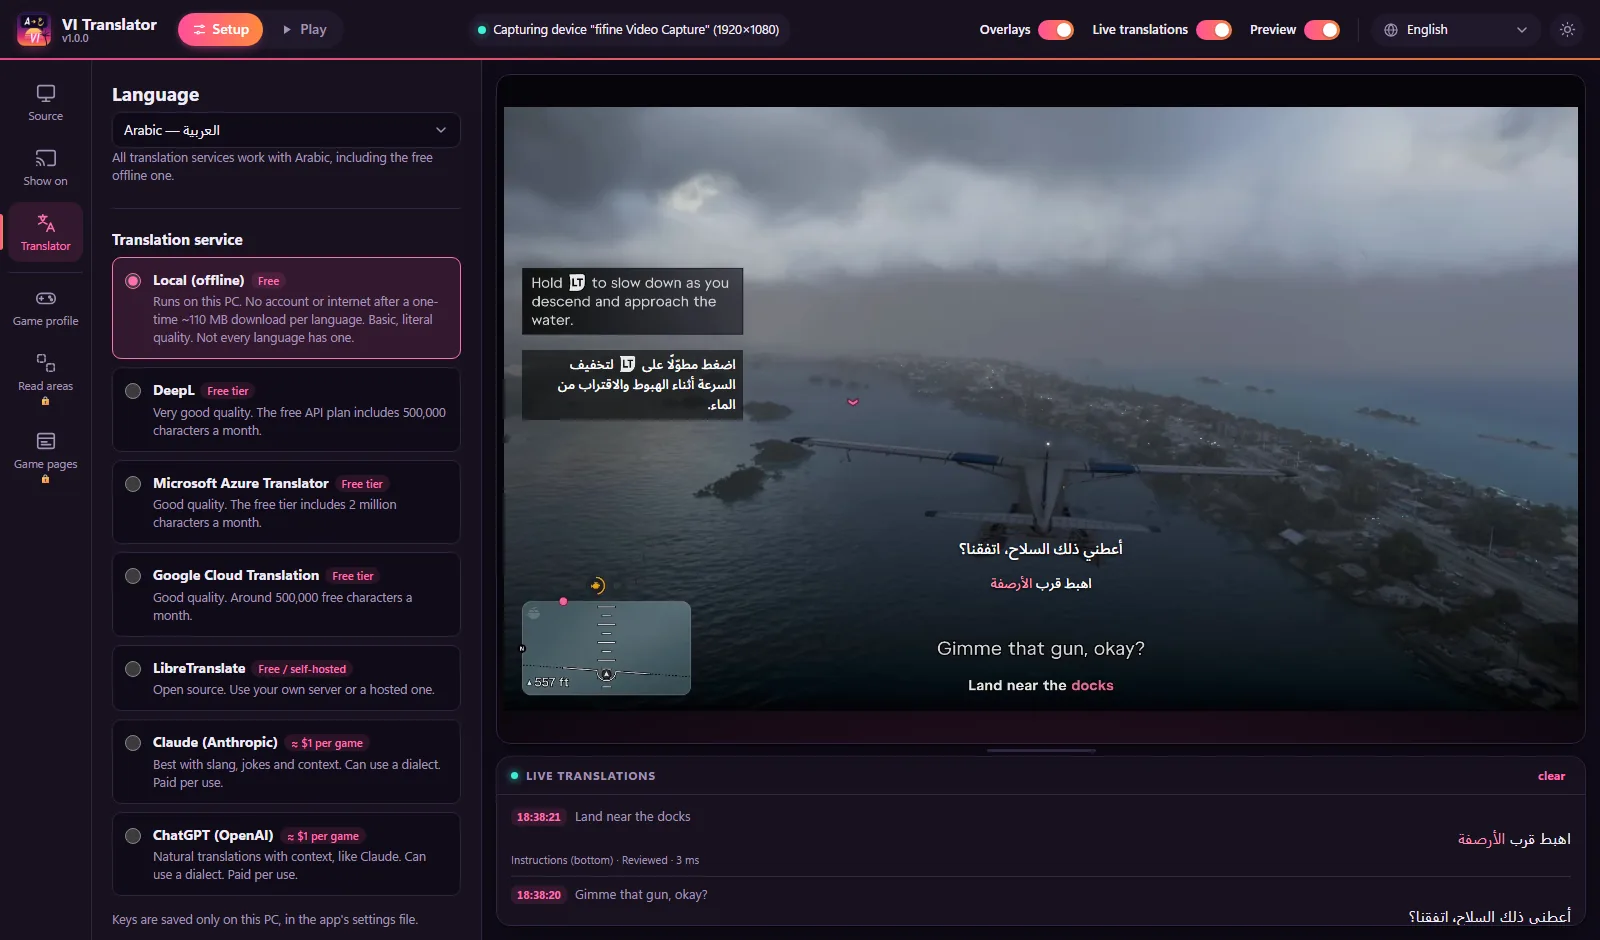 VI Translator
v1.0.0
Setup
Play
Capturing device "fifine Video Capture" (1920×1080)
Overlays
Live translations
Preview
English
Source
Show on
Translator
Game profile
Read areas
Game pages
Language
Arabic — العربية
All translation services work with Arabic, including the free
offline one.
Translation service
Local (offline) Free
Runs on this PC. No account or internet after a one-
time ~110 MB download per language. Basic, literal
quality. Not every language has one.
DeepL Free tier
Very good quality. The free API plan includes 500,000
characters a month.
Microsoft Azure Translator Free tier
Good quality. The free tier includes 2 million
characters a month.
Google Cloud Translation Free tier
Good quality. Around 500,000 free characters a
month.
LibreTranslate Free / self-hosted
Open source. Use your own server or a hosted one.
Claude (Anthropic) ≈ $1 per game
Best with slang, jokes and context. Can use a dialect.
Paid per use.
ChatGPT (OpenAI) ≈ $1 per game
Natural translations with context, like Claude. Can
use a dialect. Paid per use.
Keys are saved only on this PC, in the app's settings file.
Hold LT to slow down as you
descend and approach the
water.
اضغط مطوّلًا على LT لتخفيف
السرعة أثناء الهبوط والاقتراب من
الماء.
أعطني ذلك السلاح، اتفقنا؟
اهبط قرب الأرصفة
Gimme that gun, okay?
Land near the docks
N
557 ft
LIVE TRANSLATIONS
clear
18:38:21 Land near the docks
اهبط قرب الأرصفة
Instructions (bottom) · Reviewed · 3 ms
18:38:20 Gimme that gun, okay?
أعطني ذلك السلاح، اتفقنا؟